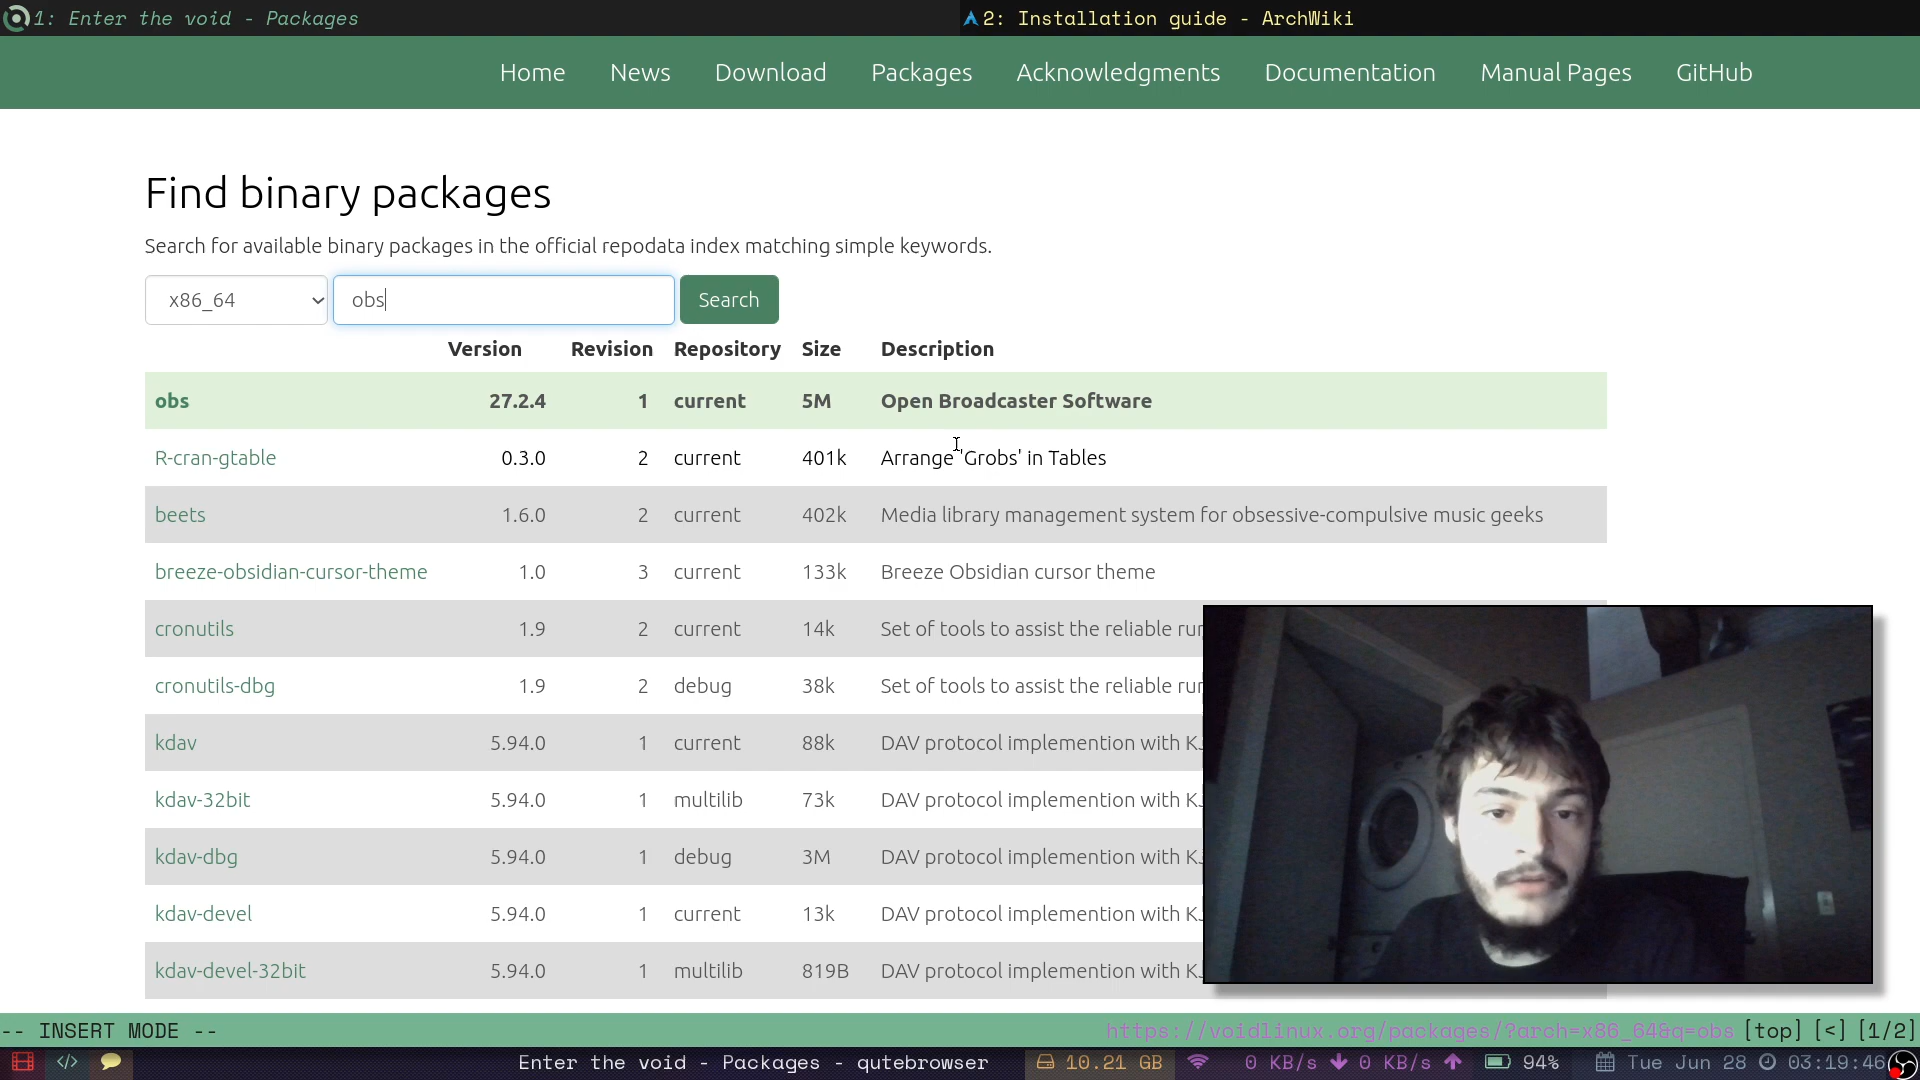 1: Enter the void - Packages
2: Installation guide - ArchWiki
Home News Download Packages Acknowledgments Documentation Manual Pages GitHub
Find binary packages
Search for available binary packages in the official repodata index matching simple keywords.
x86_64 obs Search
Version Revision Repository Size Description
obs 27.2.4 1 current 5M Open Broadcaster Software
R-cran-gtable 0.3.0 2 current 401k Arrange 'Grobs' in Tables
beets 1.6.0 2 current 402k Media library management system for obsessive-compulsive music geeks
breeze-obsidian-cursor-theme 1.0 3 current 133k Breeze Obsidian cursor theme
cronutils 1.9 2 current 14k Set of tools to assist the reliable
cronutils-dbg 1.9 2 debug 38k Set of tools to assist the reliable
kdav 5.94.0 1 current 88k DAV protocol implemention with
kdav-32bit 5.94.0 1 multilib 73k DAV protocol implemention with
kdav-dbg 5.94.0 1 debug 3M DAV protocol implemention with
kdav-devel 5.94.0 1 current 13k DAV protocol implemention with
kdav-devel-32bit 5.94.0 1 multilib 819B DAV protocol implemention with
-- INSERT MODE -- https://voidlinux.org/packages/?arch=x86_64&q=obs [top] [<] [1/2]
</> Enter the void - Packages - qutebrowser 10.21 GB 0 KB/s 0 KB/s 94% Tue Jun 28 03:19:46